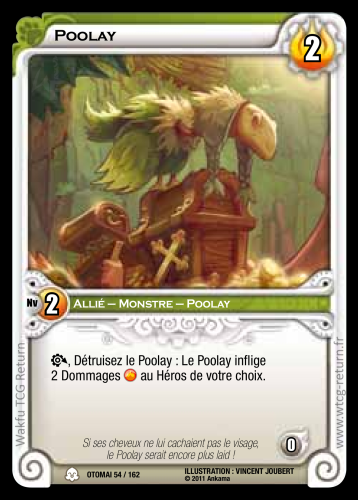 Poolay
2
Nv 2
Allié – Monstre – Poolay
, Détruisez le Poolay : Le Poolay inflige
2 Dommages au Héros de votre choix.
Si ses cheveux ne lui cachaient pas le visage,
le Poolay serait encore plus laid !
0
OTOMAI 54 / 162
ILLUSTRATION : VINCENT JOUBERT
© 2011 Ankama
Wakfu TCG Return
www.wtcg-return.fr